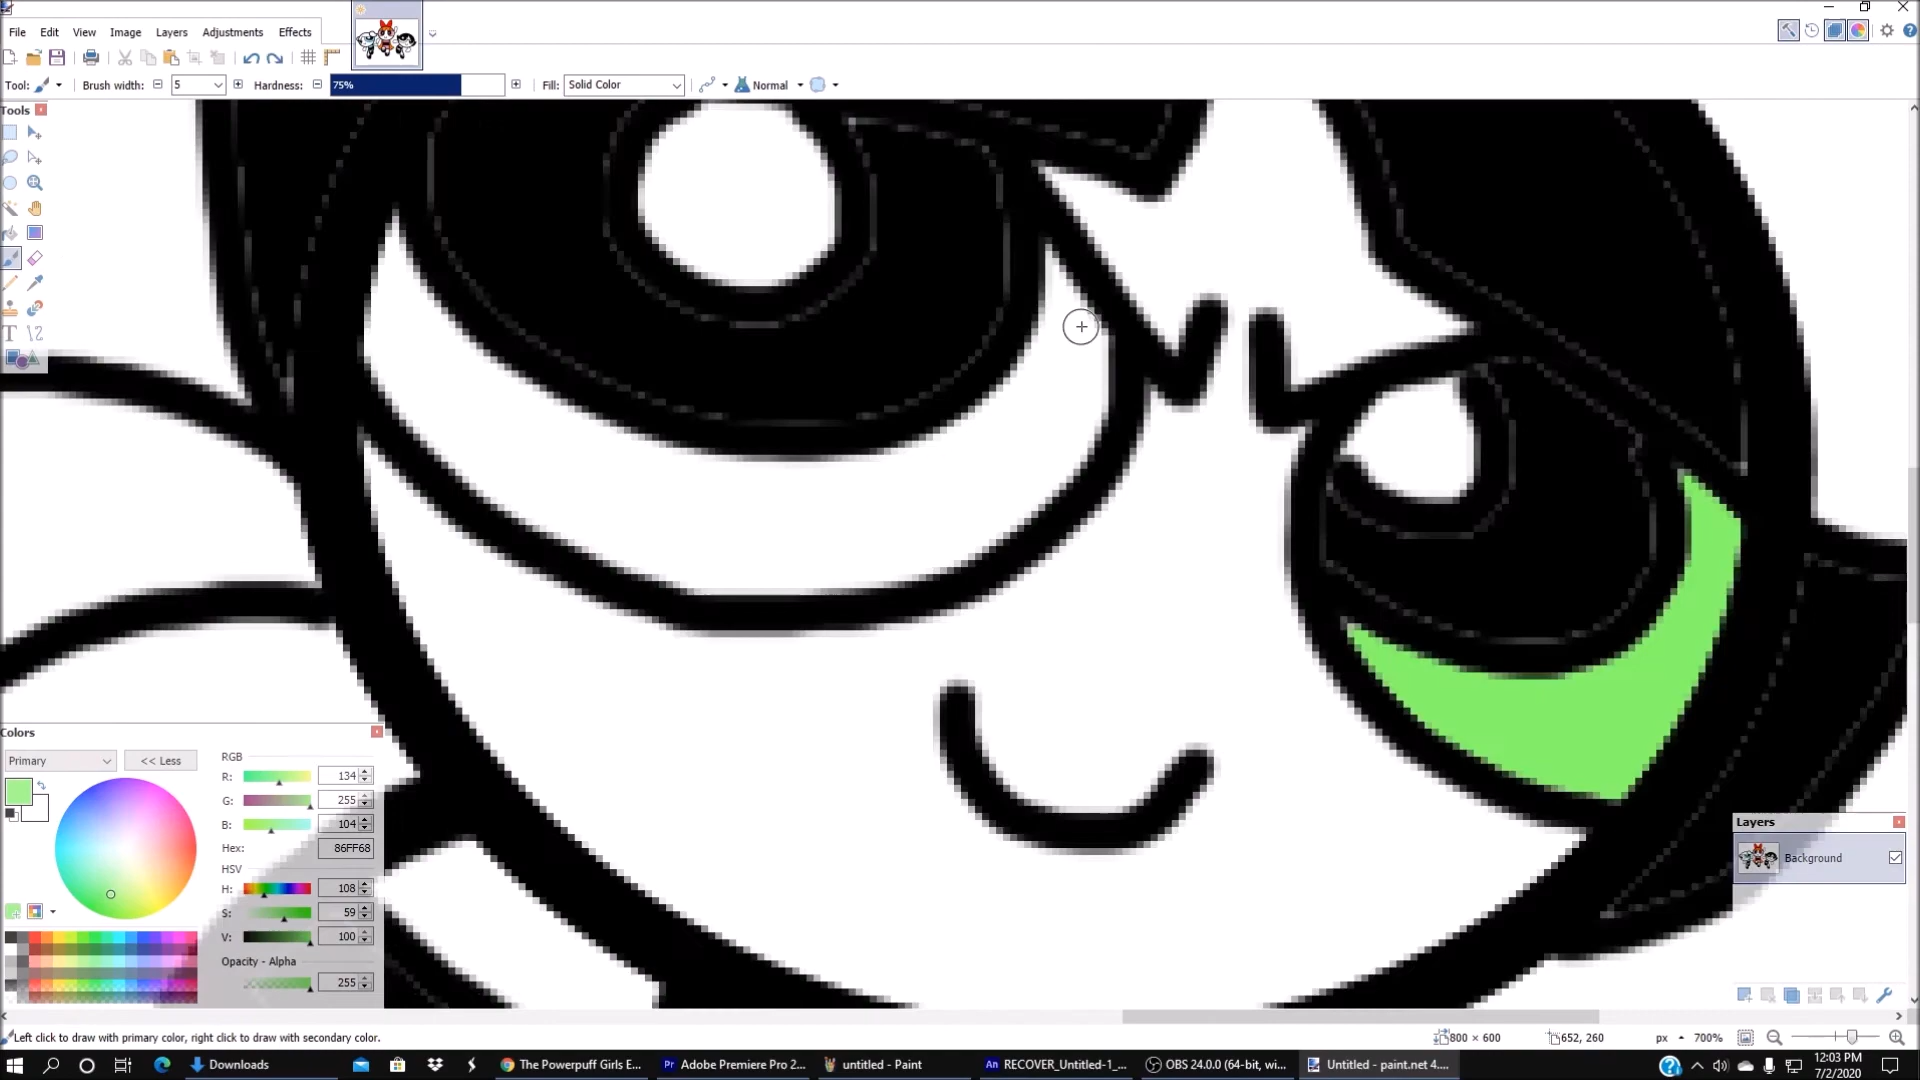 File Edit View Image Layers Adjustments Effects
Tool: Brush width: 5 Hardness: 75% Fill: Solid Color Normal
Tools
T
Colors
Primary << Less
RGB
R: 134
G: 255
B: 104
Hex: 86FF68
HSV
H: 108
S: 59
V: 100
Opacity - Alpha
255
Layers
Background
Left click to draw with primary color, right click to draw with secondary color. 800 × 600 652, 260 px 700%
Downloads The Powerpuff Girls E... Pr Adobe Premiere Pro 2... untitled - Paint An RECOVER_Untitled-1_... OBS 24.0.0 (64-bit, wi... Untitled - paint.net 4.... 12:03 PM
7/2/2020